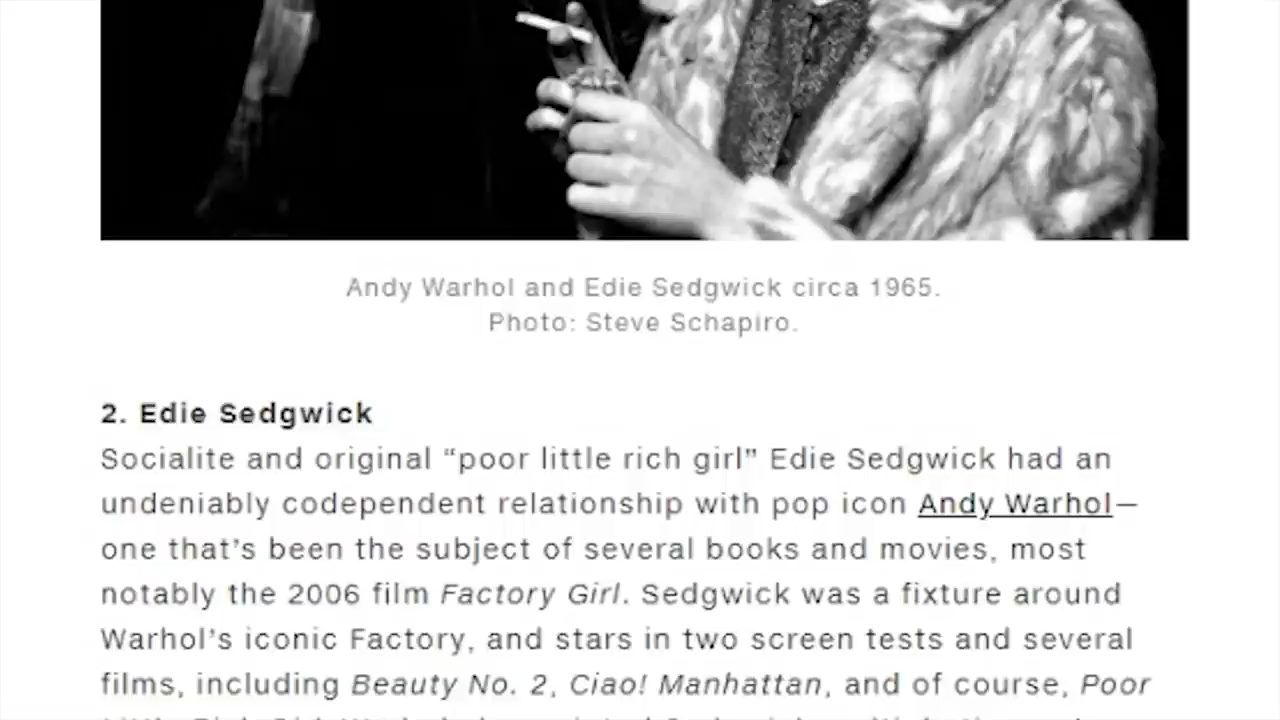 Andy Warhol and Edie Sedgwick circa 1965.
Photo: Steve Schapiro.
2. Edie Sedgwick
Socialite and original “poor little rich girl” Edie Sedgwick had an
undeniably codependent relationship with pop icon Andy Warhol—
one that’s been the subject of several books and movies, most
notably the 2006 film Factory Girl. Sedgwick was a fixture around
Warhol’s iconic Factory, and stars in two screen tests and several
films, including Beauty No. 2, Ciao! Manhattan, and of course, Poor